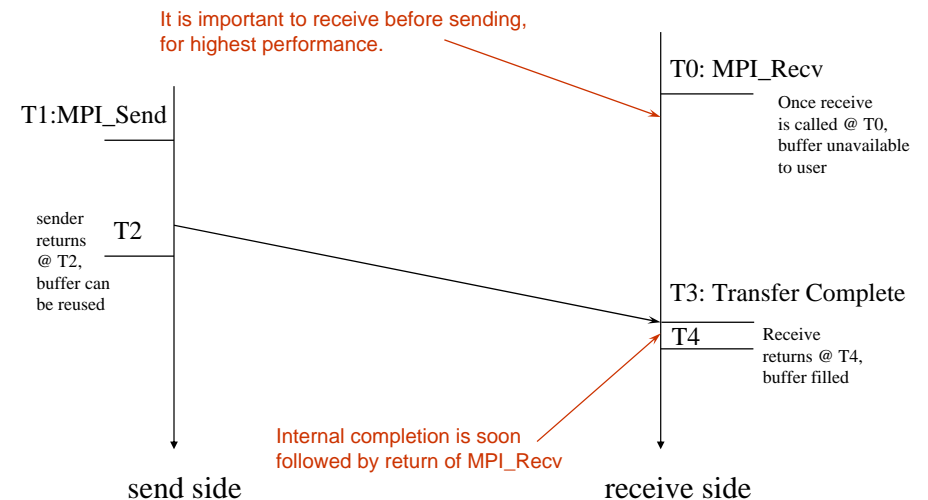 It is important to receive before sending,
for highest performance.
T0: MPI_Recv
Once receive
is called @ T0,
buffer unavailable
to user
T1:MPI_Send
sender
returns
@ T2,
buffer can
be reused
T2
T3: Transfer Complete
T4
Receive
returns @ T4,
buffer filled
Internal completion is soon
followed by return of MPI_Recv
send side
receive side